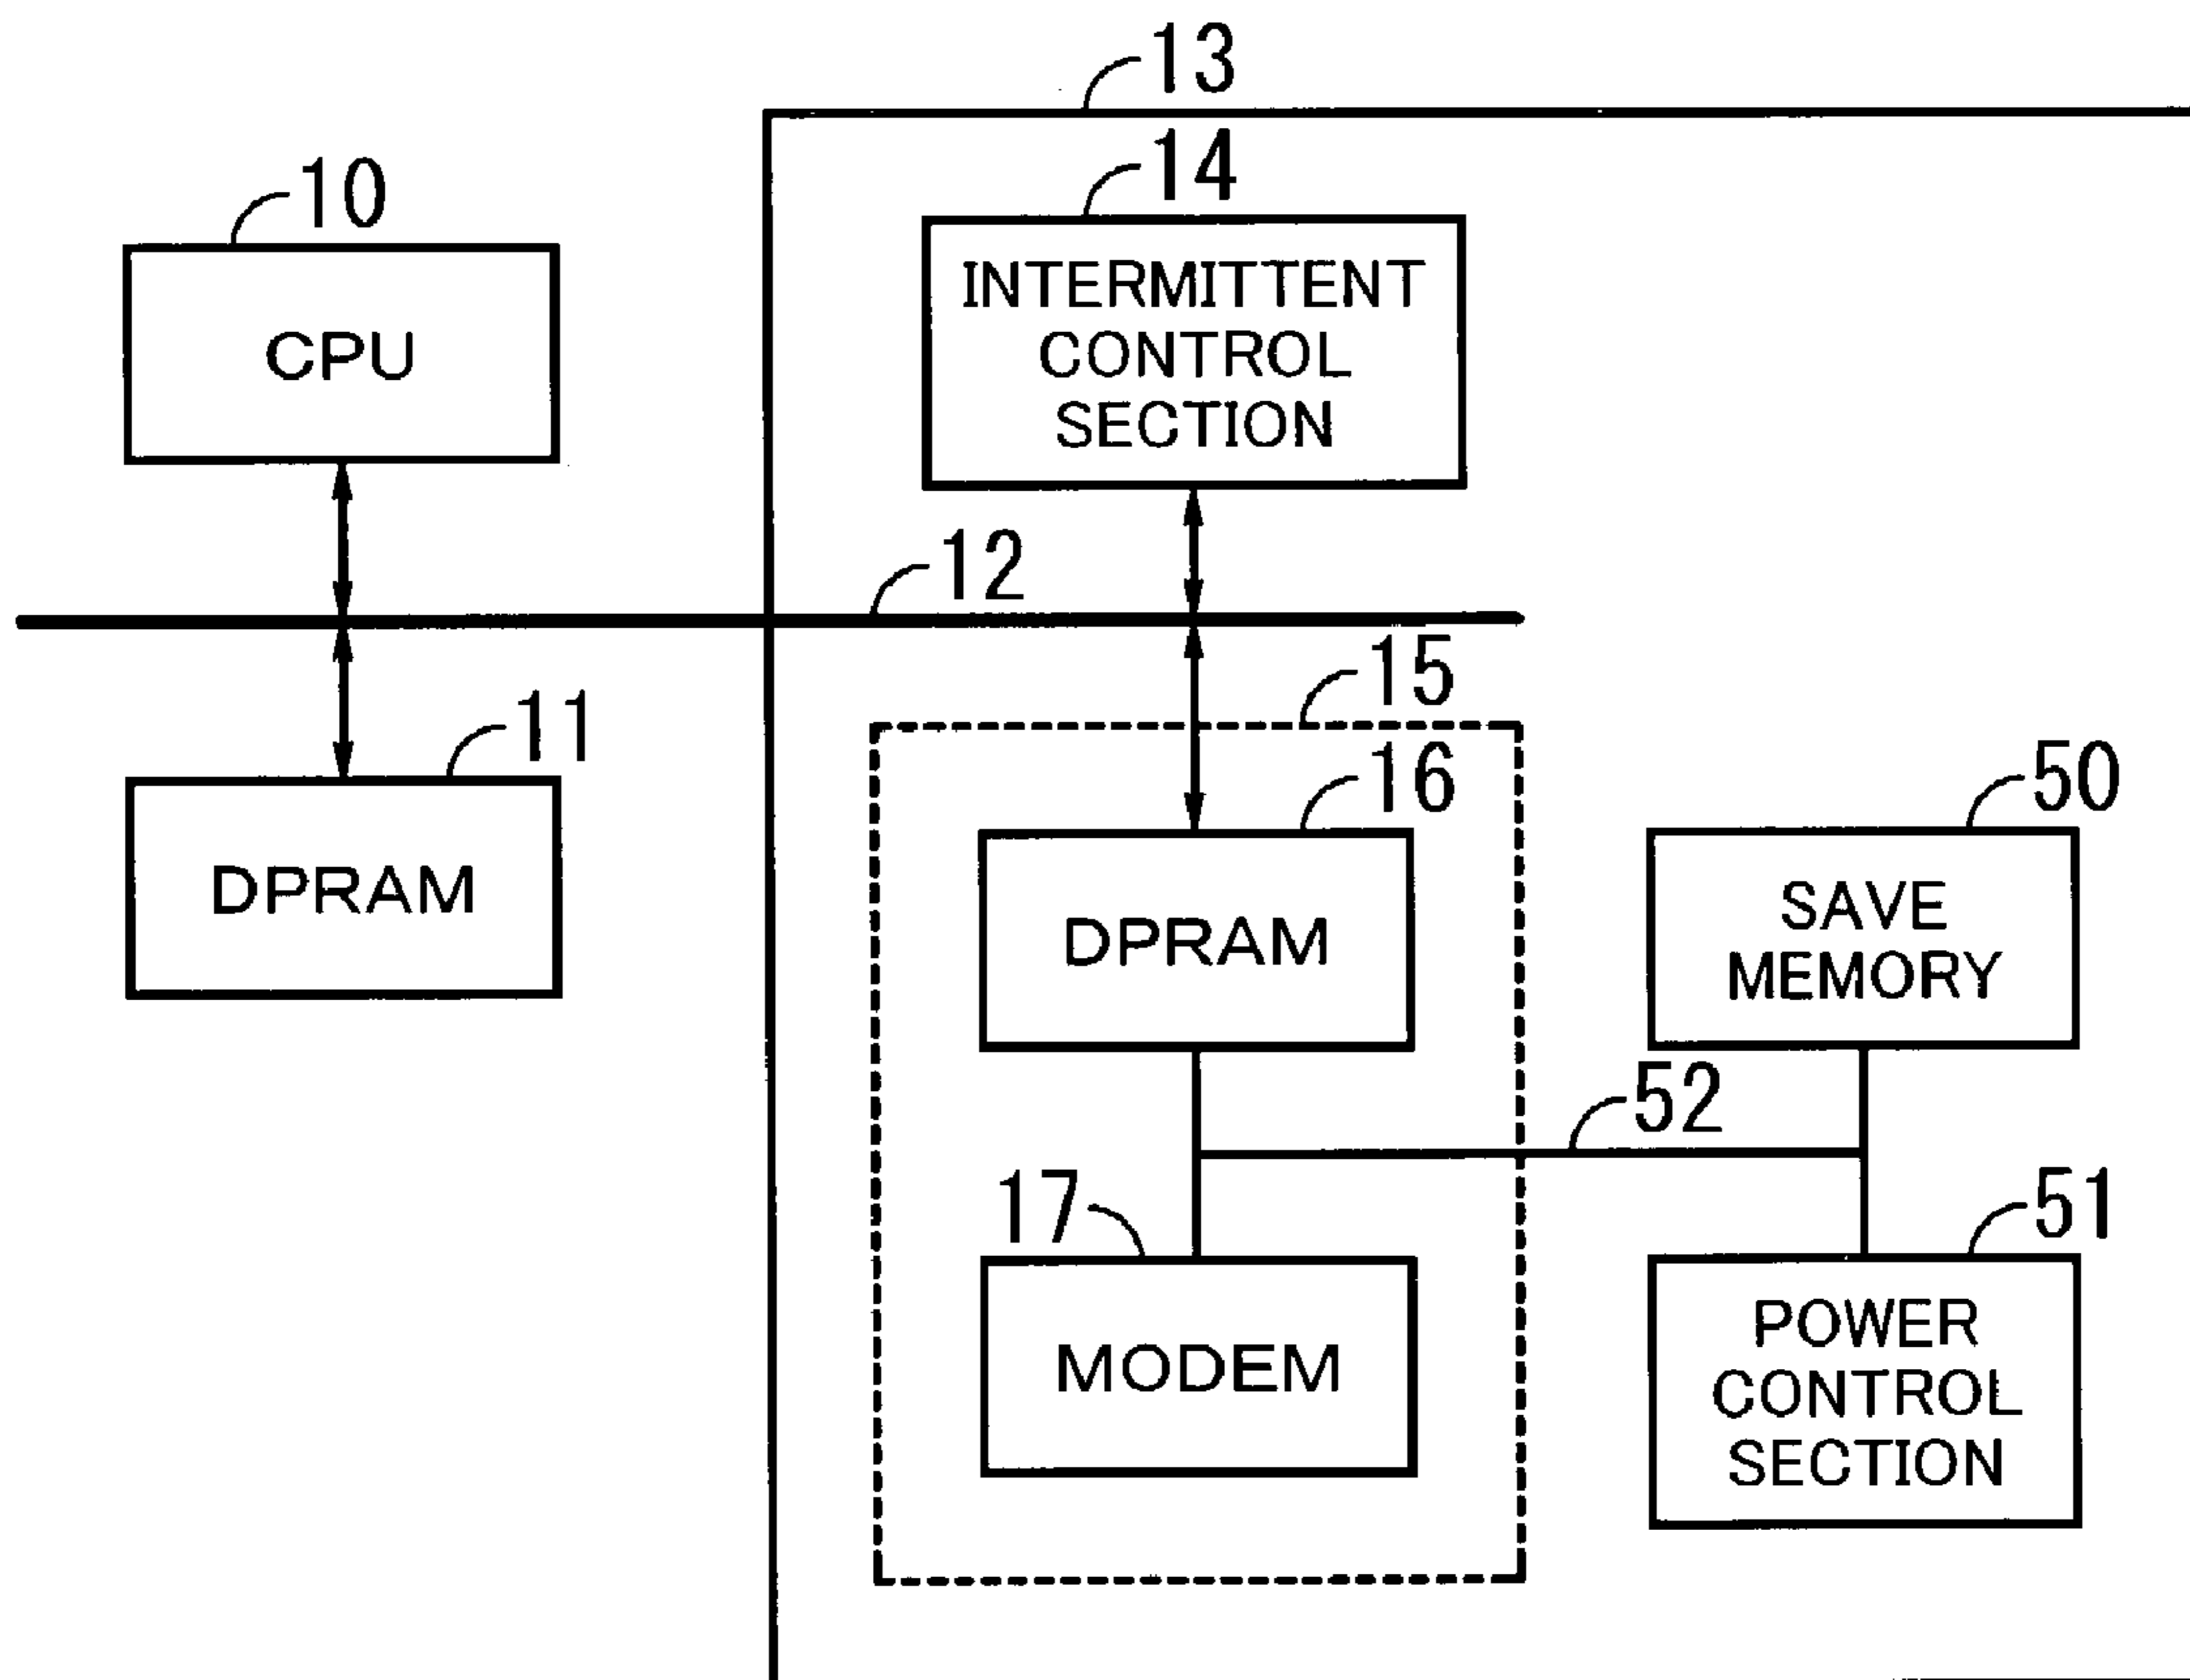 13
14
10
INTERMITTENT
CONTROL
SECTION
CPU
12
15
11
16
50
DPRAM
DPRAM
SAVE
MEMORY
52
17
51
MODEM
POWER
CONTROL
SECTION